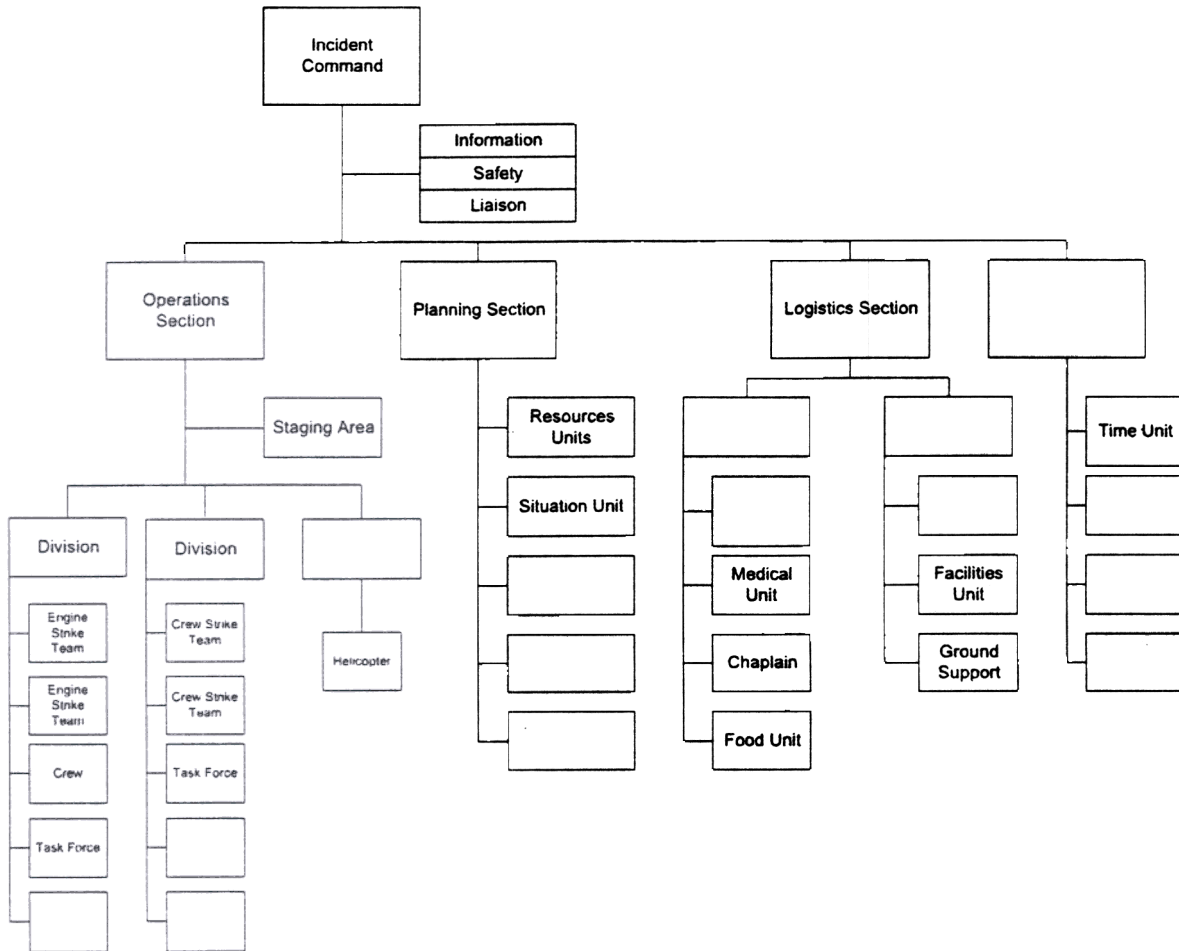 Incident
Command
Information
Safety
Liaison
Operations
Section
Planning Section
Logistics Section
Staging Area
Resources
Units
Time Unit
Situation Unit
Division
Division
Medical
Unit
Facilities
Unit
Engine
Strike
Team
Crew Strike
Team
Helicopter
Chaplain
Ground
Support
Engine
Strike
Team
Crew Strike
Team
Food Unit
Crew
Task Force
Task Force